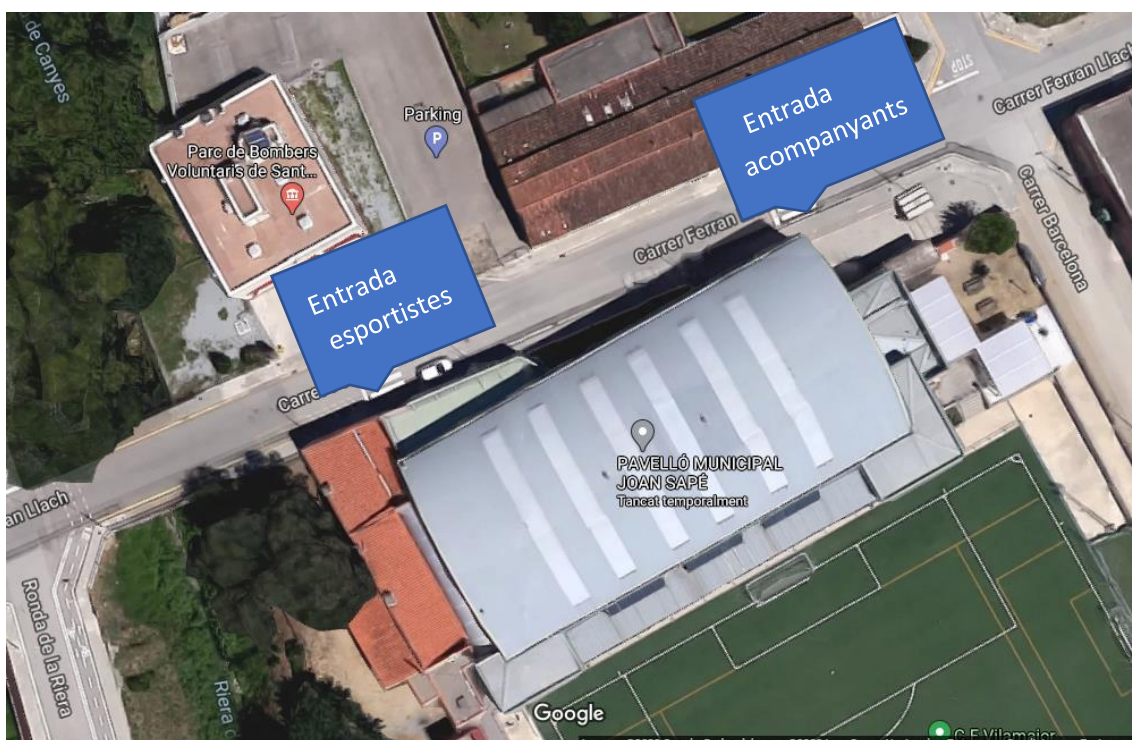 de Canyes
Parking
P
Parc de Bombers
Voluntaris de Sant...
Entrada
acompanyants
STOP
Carrer Ferran Llach
Carrer Ferran
Carrer Barcelona
Entrada
esportistes
Carre
an Llach
PAVELLÓ MUNICIPAL
JOAN SAPÉ
Tancat temporalment
Ronda de la Riera
Riera
Google
C.F Vilamajor